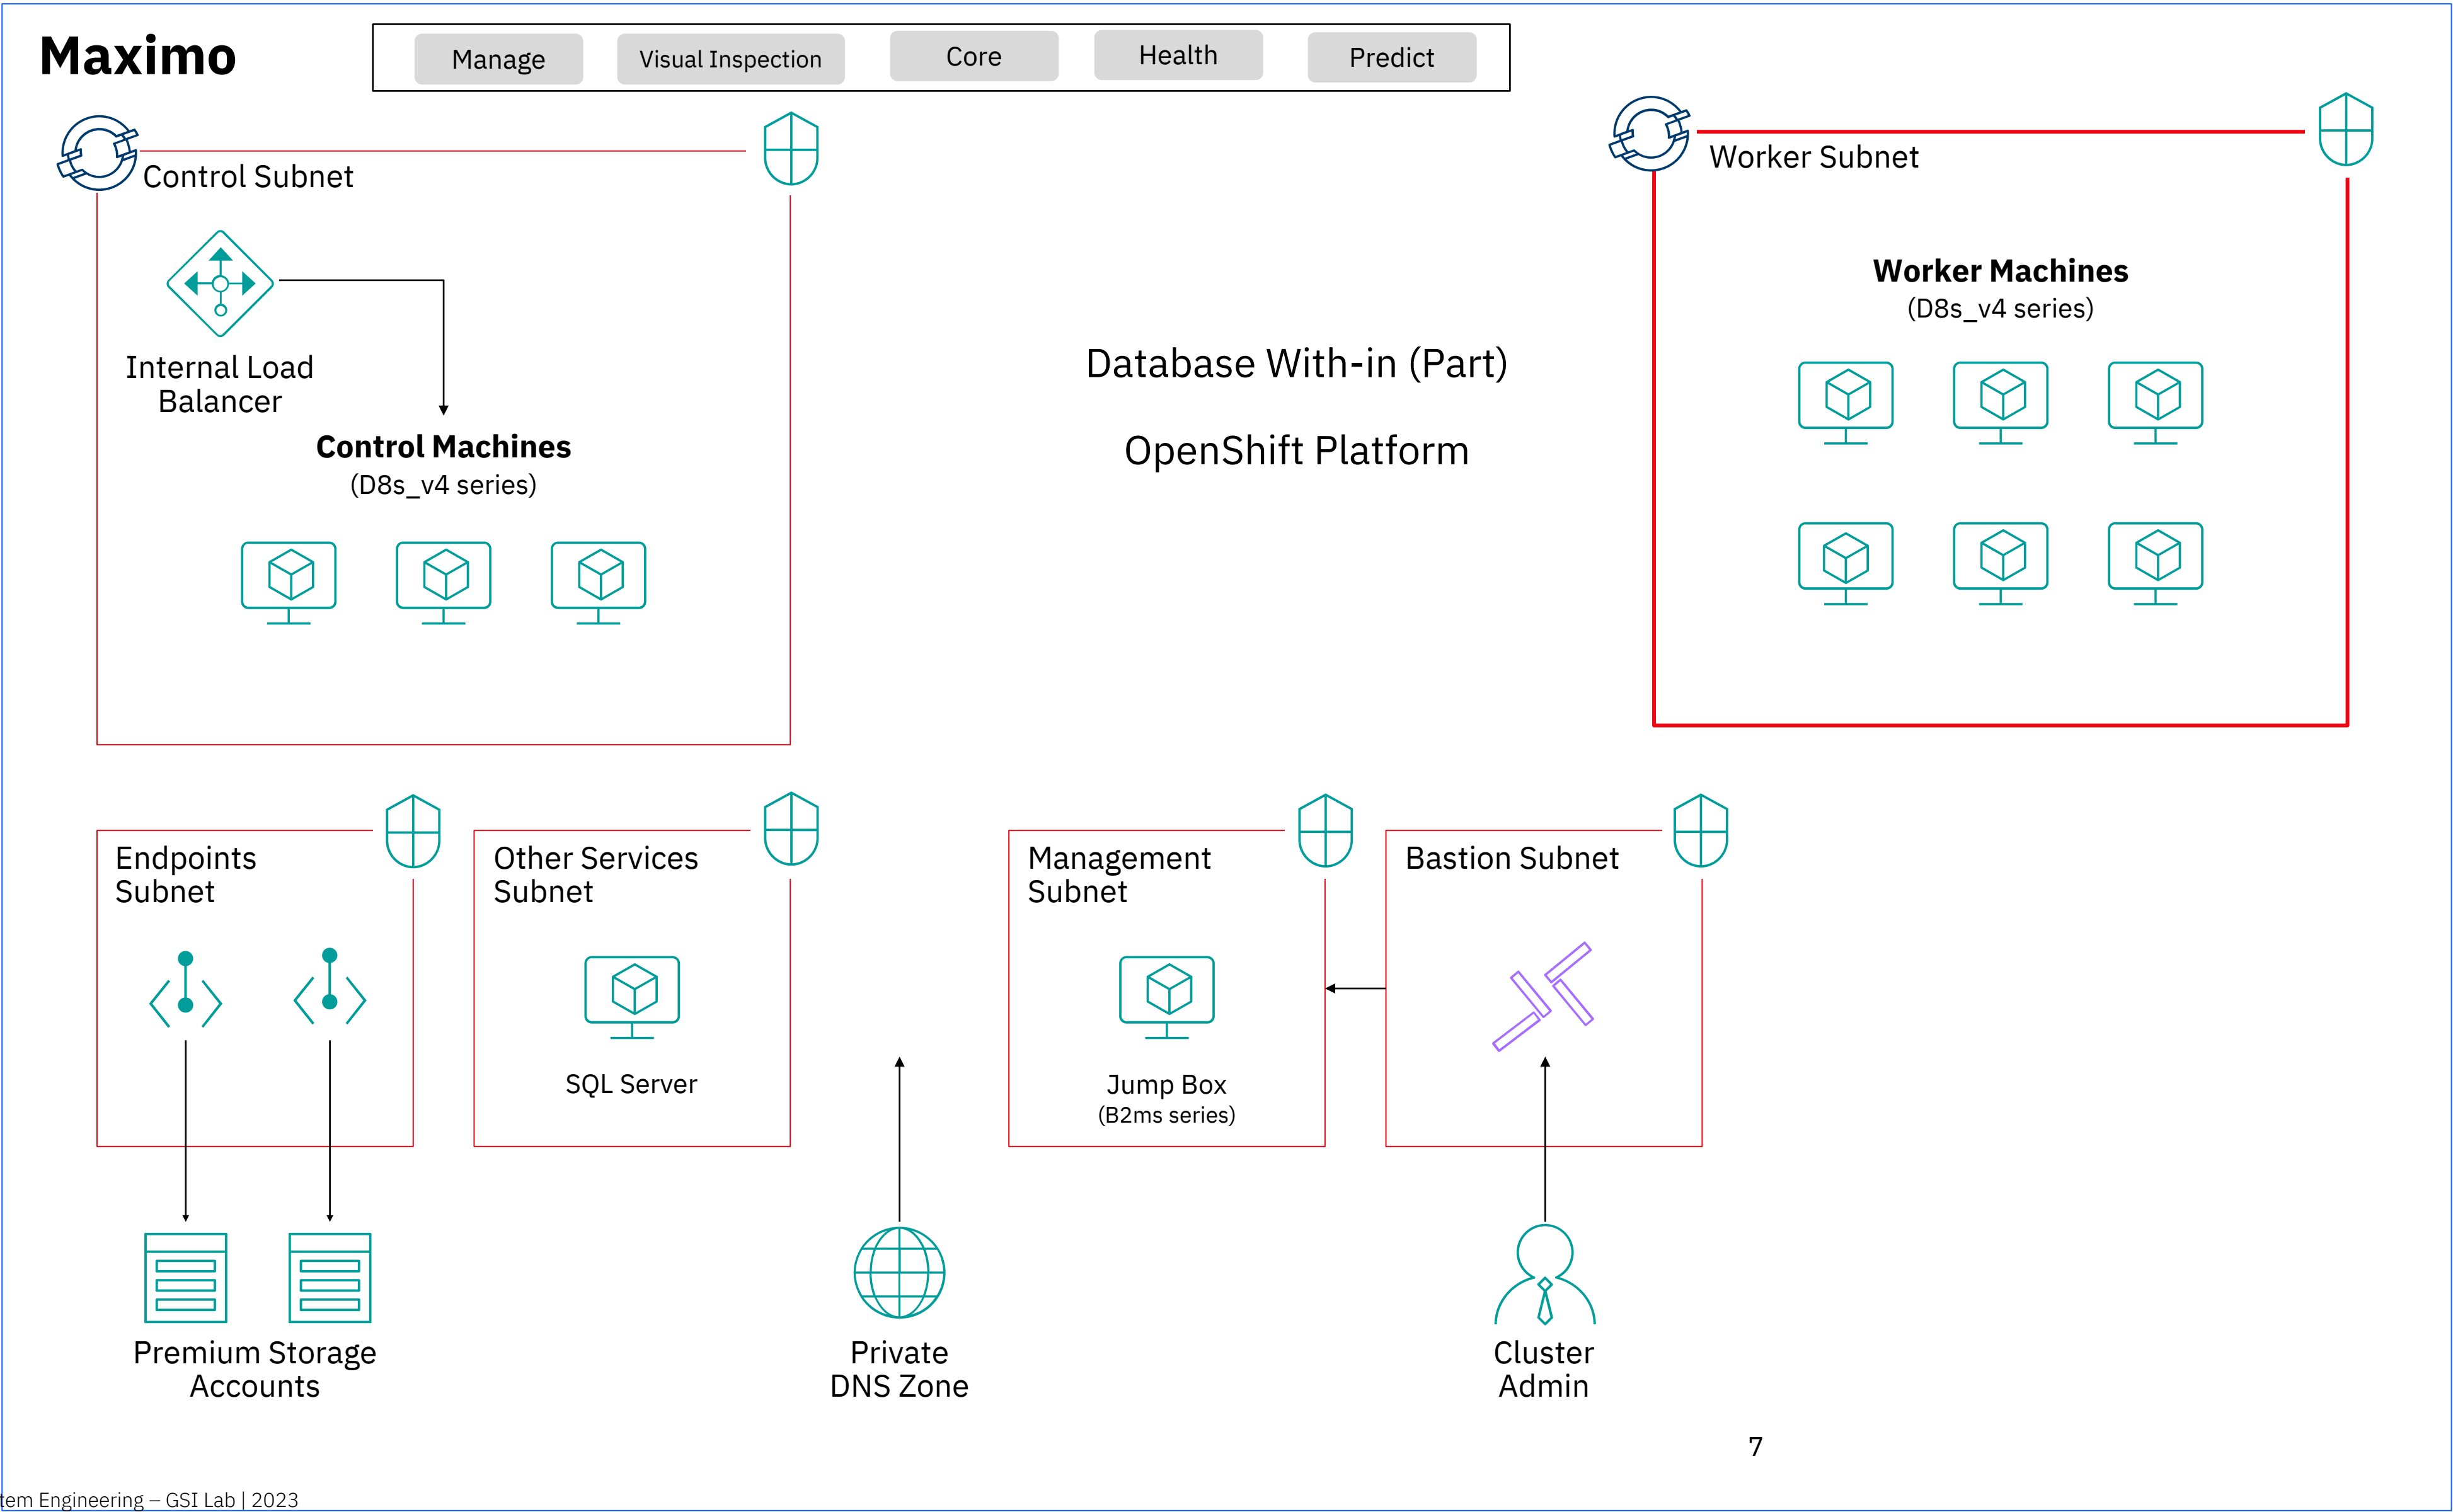 Maximo
Manage
Visual Inspection
Core
Health
Predict
Control Subnet
Worker Subnet
Internal Load
Balancer
Control Machines
(D8s_v4 series)
Database With-in (Part)
OpenShift Platform
Worker Machines
(D8s_v4 series)
Endpoints
Subnet
Other Services
Subnet
SQL Server
Management
Subnet
Jump Box
(B2ms series)
Bastion Subnet
Premium Storage
Accounts
Private
DNS Zone
Cluster
Admin
7
Engineering – GSI Lab | 2023